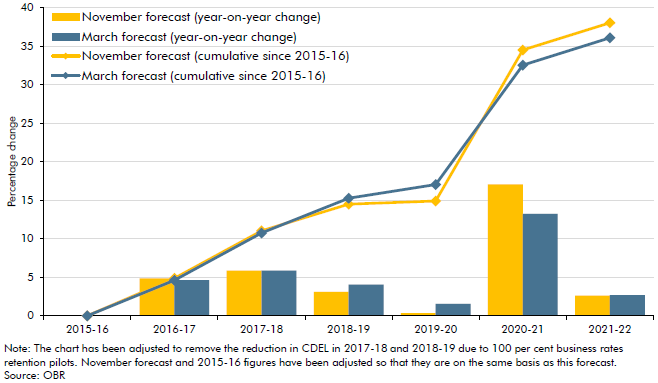 40
35
30
25
20
15
10
5
0
Percentage change
November forecast (year-on-year change)
March forecast (year-on-year change)
November forecast (cumulative since 2015-16)
March forecast (cumulative since 2015-16)
2015-16 2016-17 2017-18 2018-19 2019-20 2020-21 2021-22
Note: The chart has been adjusted to remove the reduction in CDEL in 2017-18 and 2018-19 due to 100 per cent business rates
retention pilots. November forecast and 2015-16 figures have been adjusted so that they are on the same basis as this forecast.
Source: OBR